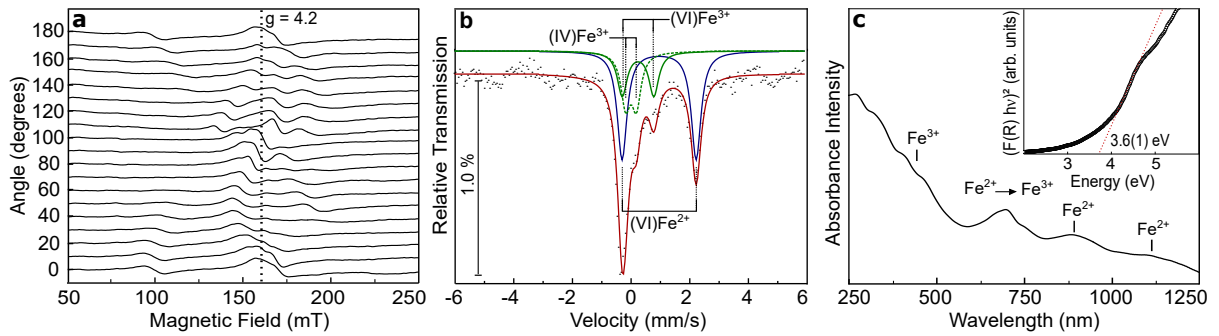 a
g = 4.2
Angle (degrees)
180
160
140
120
100
80
60
40
20
0
50
100
150
200
250
Magnetic Field (mT)
b
(VI)Fe³⁺
(IV)Fe³⁺
Relative Transmission
1.0 %
(VI)Fe²⁺
-6
-4
-2
0
2
4
6
Velocity (mm/s)
c
Absorbance Intensity
Fe³⁺
Fe²⁺ → Fe³⁺
Fe²⁺
Fe²⁺
250
500
750
1000
1250
Wavelength (nm)
(F(R) hν)² (arb. units)
3.6(1) eV
3
4
5
Energy (eV)